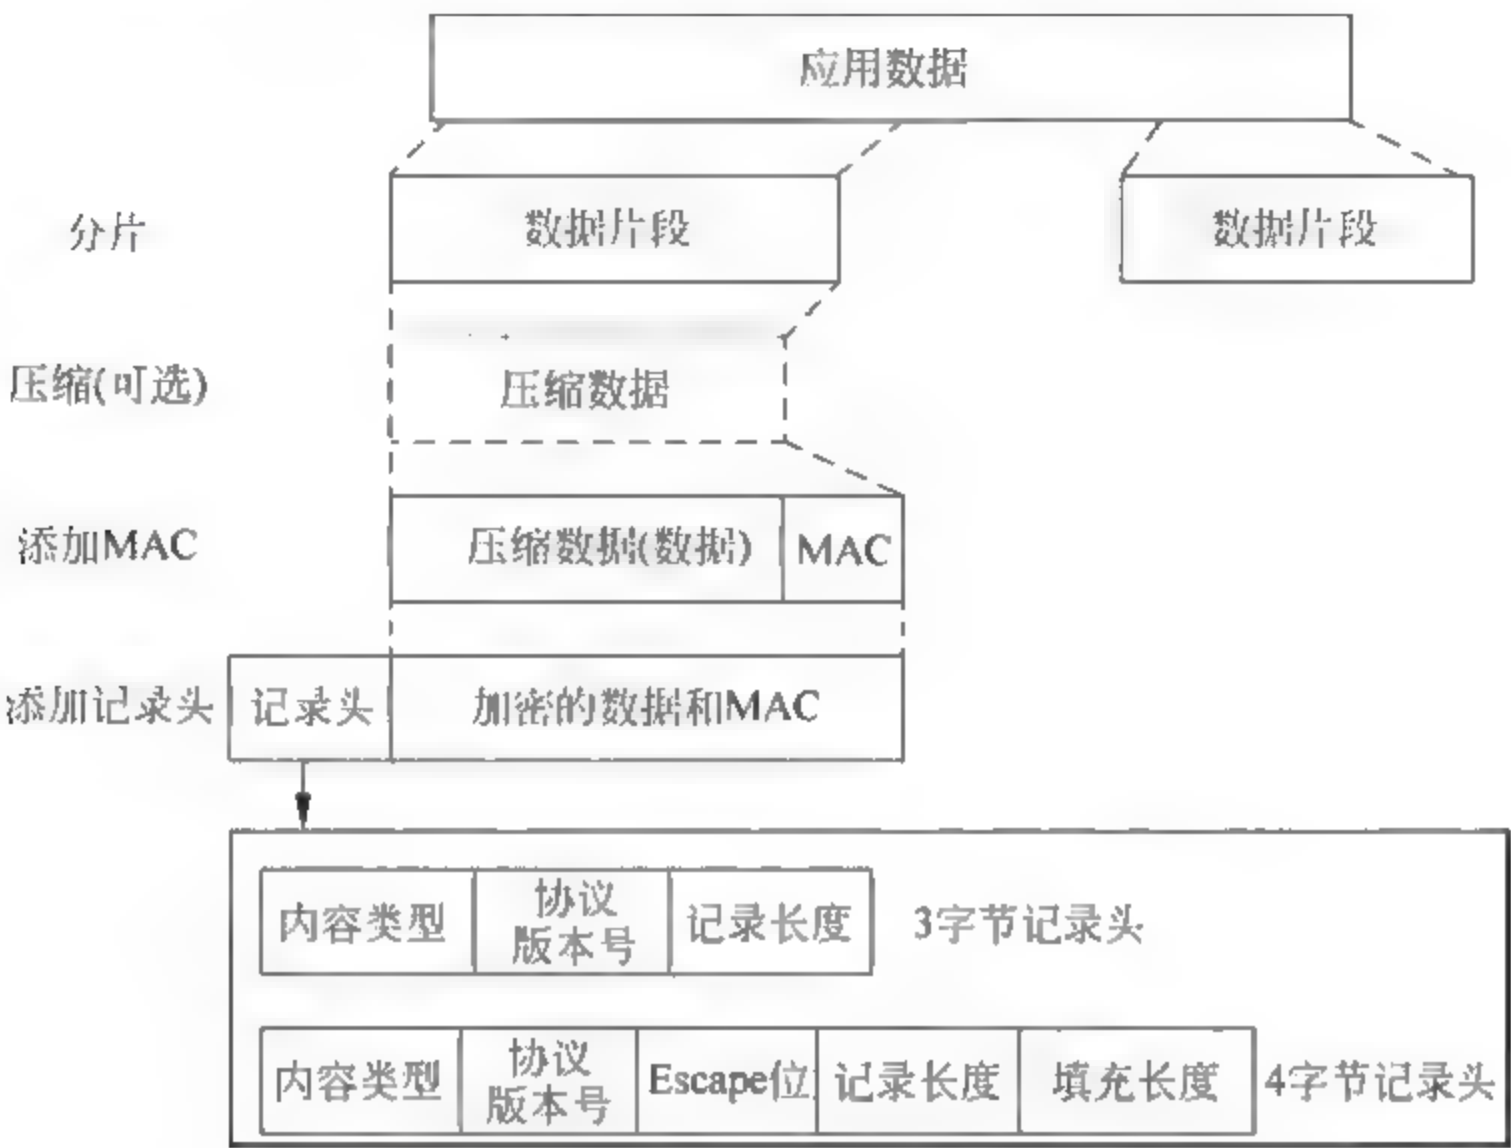 应用数据
分片
数据片段
数据片段
压缩(可选)
压缩数据
添加MAC
压缩数据(数据)
MAC
添加记录头
记录头
加密的数据和MAC
内容类型
协议
版本号
记录长度
3字节记录头
内容类型
协议
版本号
Escape位
记录长度
填充长度
4字节记录头